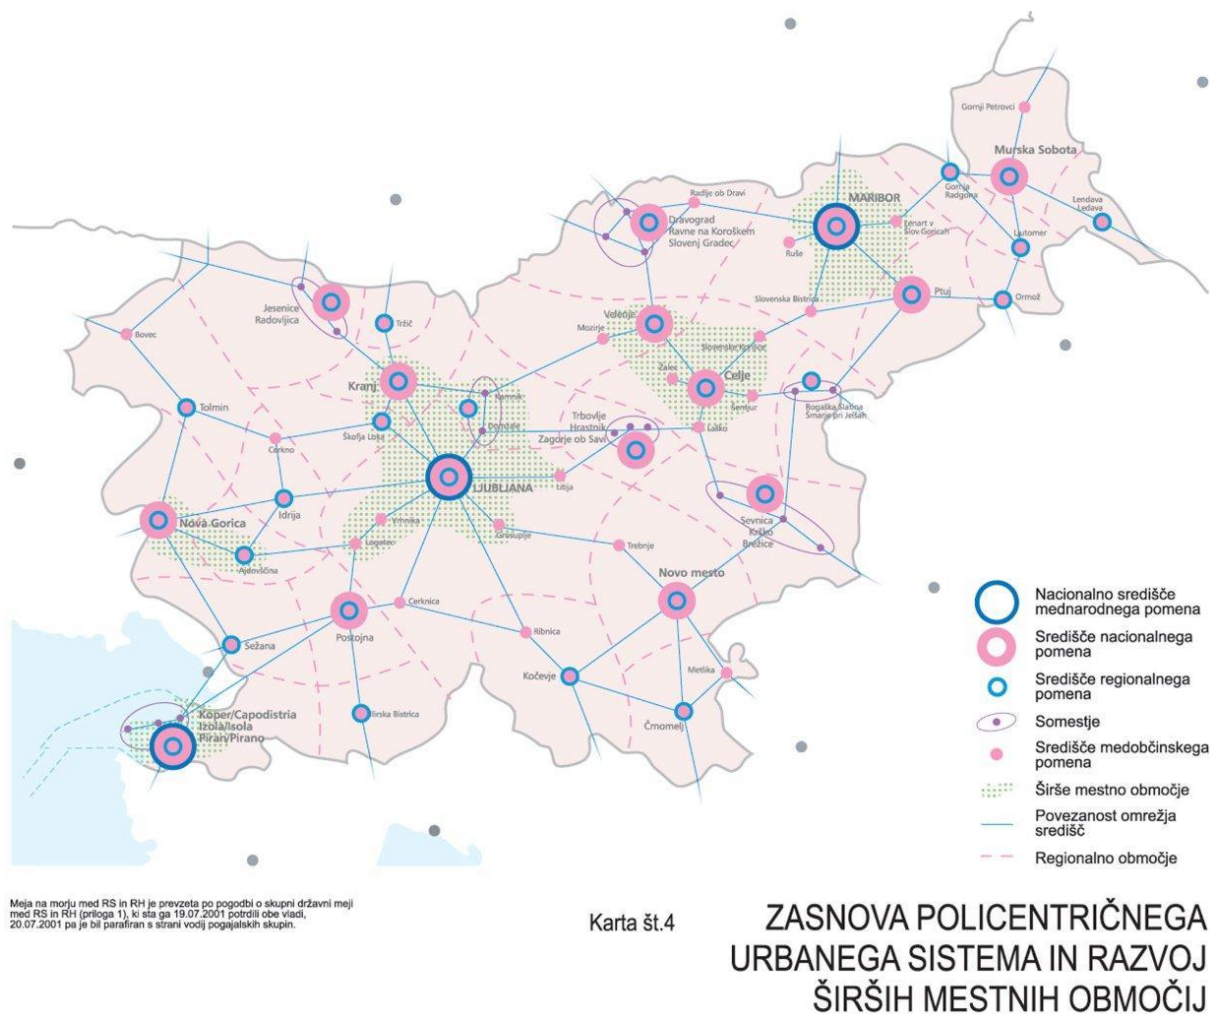 Gornji Petrovci
Murska Sobota
Radlje ob Dravi
MARIBOR
Gornja
Radgona
Lendava
Ledava
Dravograd
Ravne na Koroškem
Slovenj Gradec
Lenart v
Slov.Goricah
Ljutomer
Ruše
Jesenice
Radovljica
Slovenska Bistrica
Ptuj
Ormož
Bovec
Tržič
Mozirje
Velenje
Slovenske Konjice
Kranj
Žalec
Celje
Kamnik
Šentjur
Rogaška Slatina
Šmarje pri Jelšah
Tolmin
Trbovlje
Hrastnik
Zagorje ob Savi
Domžale
Laško
Škofja Loka
Cerkno
LJUBLJANA
Litija
Idrija
Nova Gorica
Vrhnika
Sevnica
Krško
Brežice
Grosuplje
Logatec
Trebnje
Ajdovščina
Novo mesto
Cerknica
Postojna
Ribnica
Sežana
Kočevje
Metlika
Koper/Capodistria
Izola/Isola
Piran/Pirano
Ilirska Bistrica
Črnomelj
Nacionalno središče
mednarodnega pomena
Središče nacionalnega
pomena
Središče regionalnega
pomena
Somestje
Središče medobčinskega
pomena
Širše mestno območje
Povezanost omrežja
središč
Regionalno območje
Meja na morju med RS in RH je prevzeta po pogodbi o skupni državni meji
med RS in RH (priloga 1), ki sta ga 19.07.2001 potrdili obe vladi,
20.07.2001 pa je bil parafiran s strani vodij pogajalskih skupin.
Karta št.4
ZASNOVA POLICENTRIČNEGA
URBANEGA SISTEMA IN RAZVOJ
ŠIRŠIH MESTNIH OBMOČIJ